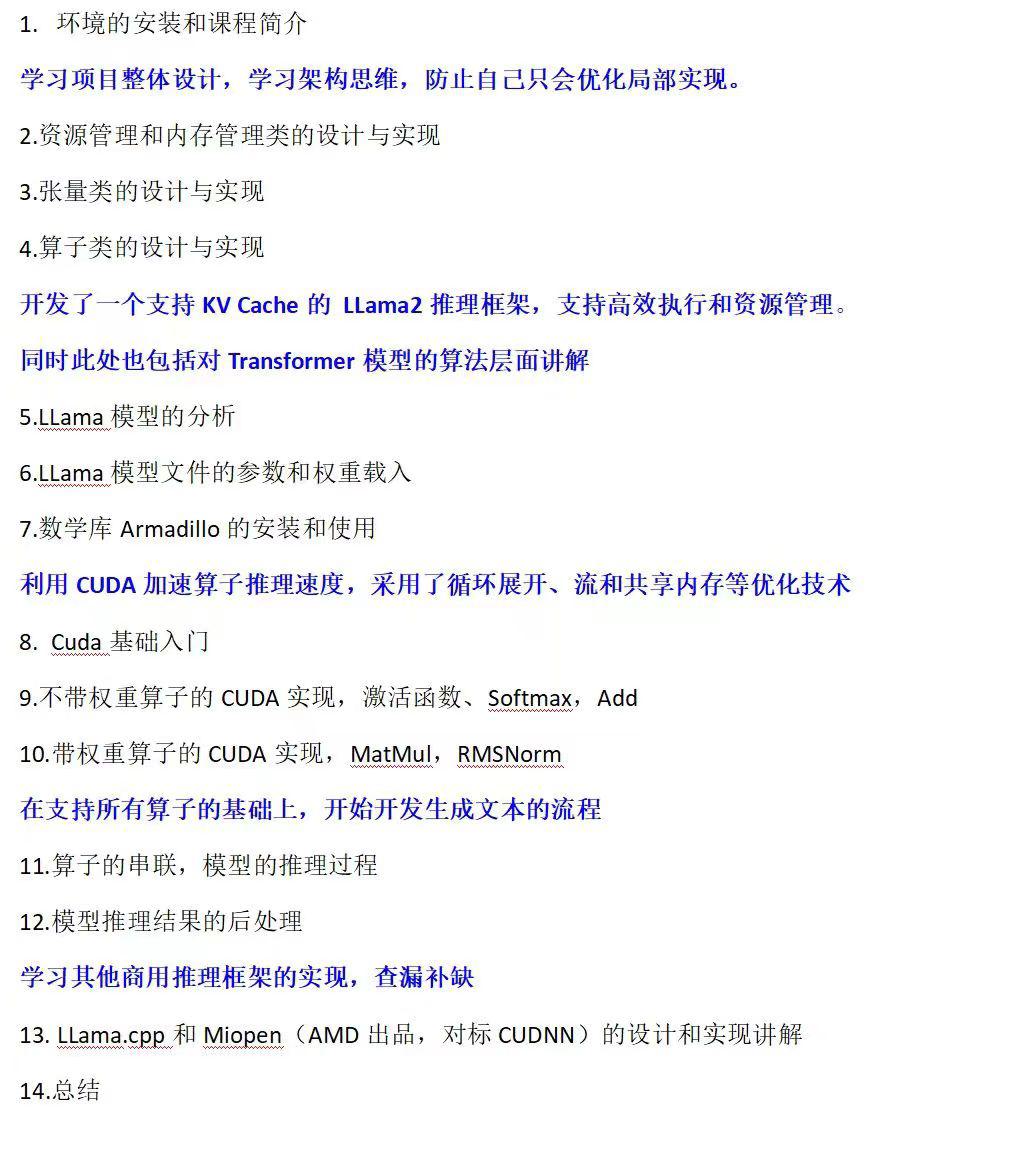 1. 环境的安装和课程简介
学习项目整体设计，学习架构思维，防止自己只会优化局部实现。
2.资源管理和内存管理类的设计与实现
3.张量类的设计与实现
4.算子类的设计与实现
开发了一个支持 KV Cache 的 LLama2 推理框架，支持高效执行和资源管理。
同时此处也包括对 Transformer 模型的算法层面讲解
5.LLama 模型的分析
6.LLama 模型文件的参数和权重载入
7.数学库 Armadillo 的安装和使用
利用 CUDA 加速算子推理速度，采用了循环展开、流和共享内存等优化技术
8. Cuda 基础入门
9.不带权重算子的 CUDA 实现，激活函数、Softmax，Add
10.带权重算子的 CUDA 实现，MatMul，RMSNorm
在支持所有算子的基础上，开始开发生成文本的流程
11.算子的串联，模型的推理过程
12.模型推理结果的后处理
学习其他商用推理框架的实现，查漏补缺
13. LLama.cpp 和 Miopen（AMD 出品，对标 CUDNN）的设计和实现讲解
14.总结